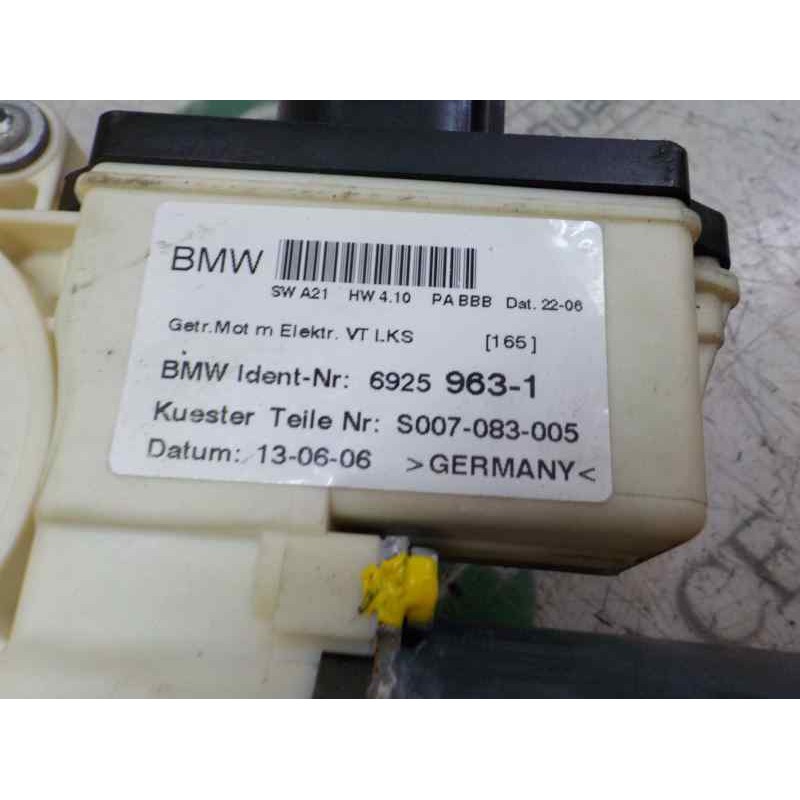 BMW
SW A21 HW 4.10 PA BBB Dat. 22-06
Getr.Mot m Elektr. VT LKS [165]
BMW Ident-Nr: 6925 963-1
Kuester Teile Nr: S007-083-005
Datum: 13-06-06 >GERMANY<